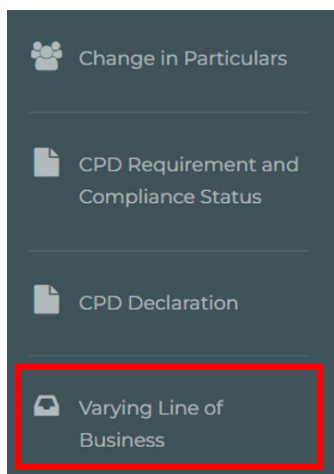 Change in Particulars
CPD Requirement and
Compliance Status
CPD Declaration
Varying Line of
Business